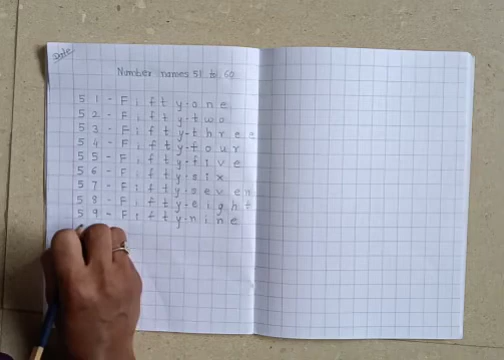 Date
Number names 51 to 60
51-Fifty-one
52-Fifty-two
53-Fifty-three
54-Fifty-four
55-Fifty-five
56-Fifty-six
57-Fifty-seven
58-Fifty-eight
59-Fifty-nine